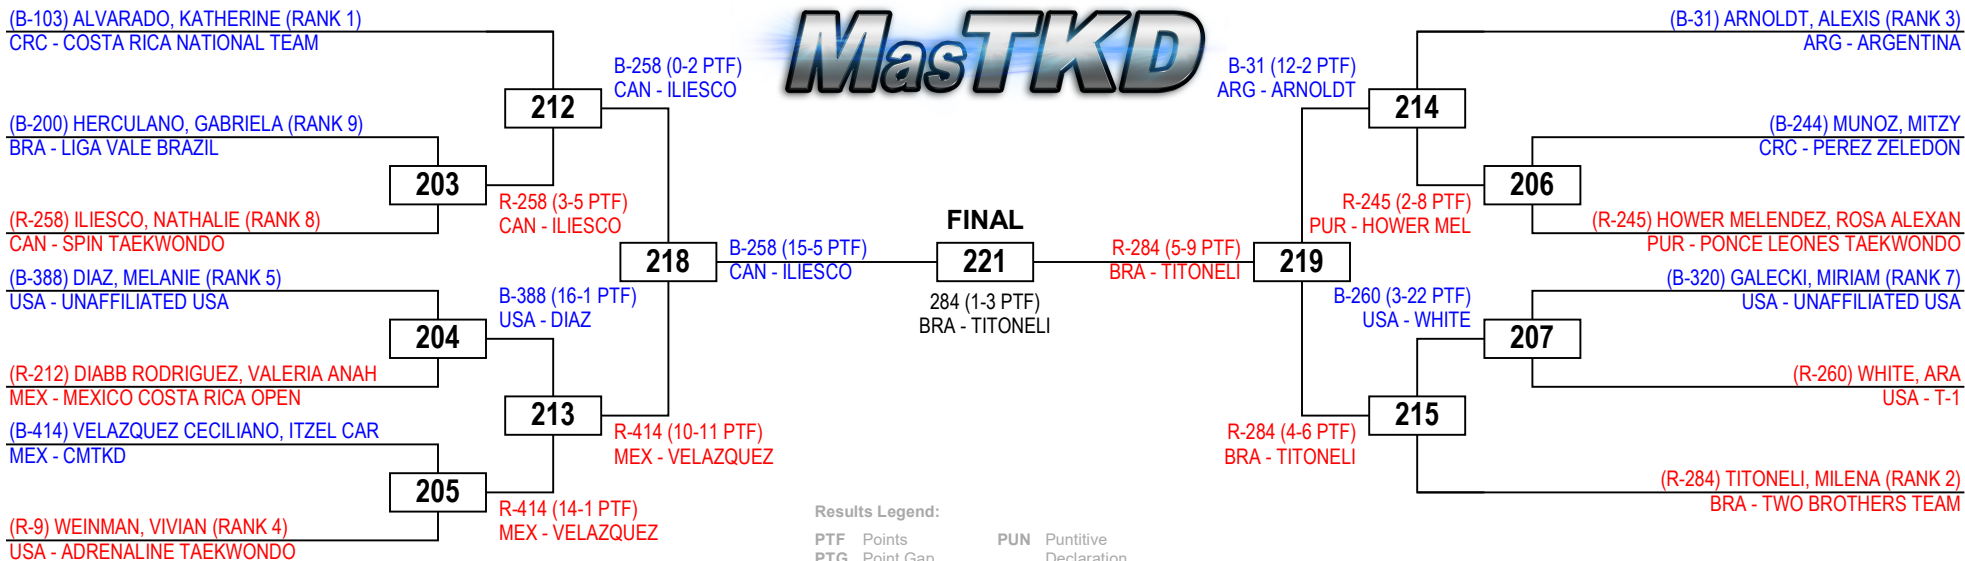 (B-103) ALVARADO, KATHERINE (RANK 1)
CRC - COSTA RICA NATIONAL TEAM
(B-200) HERCULANO, GABRIELA (RANK 9)
BRA - LIGA VALE BRAZIL
(R-258) ILIESCO, NATHALIE (RANK 8)
CAN - SPIN TAEKWONDO
(B-388) DIAZ, MELANIE (RANK 5)
USA - UNAFFILIATED USA
(R-212) DIABB RODRIGUEZ, VALERIA ANAH
MEX - MEXICO COSTA RICA OPEN
(B-414) VELAZQUEZ CECILIANO, ITZEL CAR
MEX - CMTKD
(R-9) WEINMAN, VIVIAN (RANK 4)
USA - ADRENALINE TAEKWONDO
203
204
205
212
213
R-258 (3-5 PTF)
CAN - ILIESCO
B-388 (16-1 PTF)
USA - DIAZ
R-414 (14-1 PTF)
MEX - VELAZQUEZ
B-258 (0-2 PTF)
CAN - ILIESCO
218
R-414 (10-11 PTF)
MEX - VELAZQUEZ
B-258 (15-5 PTF)
CAN - ILIESCO
MasTKD
FINAL
221
284 (1-3 PTF)
BRA - TITONELI
R-284 (5-9 PTF)
BRA - TITONELI
219
B-31 (12-2 PTF)
ARG - ARNOLDT
214
R-245 (2-8 PTF)
PUR - HOWER MEL
B-260 (3-22 PTF)
USA - WHITE
215
R-284 (4-6 PTF)
BRA - TITONELI
206
207
(B-31) ARNOLDT, ALEXIS (RANK 3)
ARG - ARGENTINA
(B-244) MUNOZ, MITZY
CRC - PEREZ ZELEDON
(R-245) HOWER MELENDEZ, ROSA ALEXAN
PUR - PONCE LEONES TAEKWONDO
(B-320) GALECKI, MIRIAM (RANK 7)
USA - UNAFFILIATED USA
(R-260) WHITE, ARA
USA - T-1
(R-284) TITONELI, MILENA (RANK 2)
BRA - TWO BROTHERS TEAM
Results Legend:
PTF Points
PTG Point Gap
PUN Puntitive
Declaration